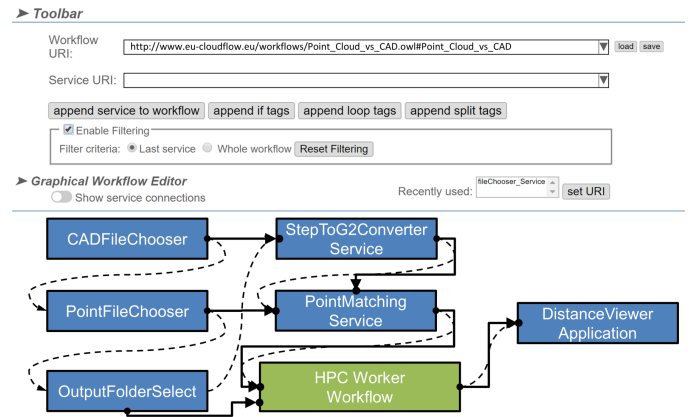 ➤ Toolbar
Workflow
URI:
http://www.eu-cloudflow.eu/workflows/Point_Cloud_vs_CAD.owl#Point_Cloud_vs_CAD
load save
Service URI:
append service to workflow append if tags append loop tags append split tags
Enable Filtering
Filter criteria: Last service Whole workflow Reset Filtering
➤ Graphical Workflow Editor
Show service connections
Recently used: fileChooser_Service set URI
CADFileChooser
StepToG2Converter
Service
PointFileChooser
PointMatching
Service
DistanceViewer
Application
OutputFolderSelect
HPC Worker
Workflow